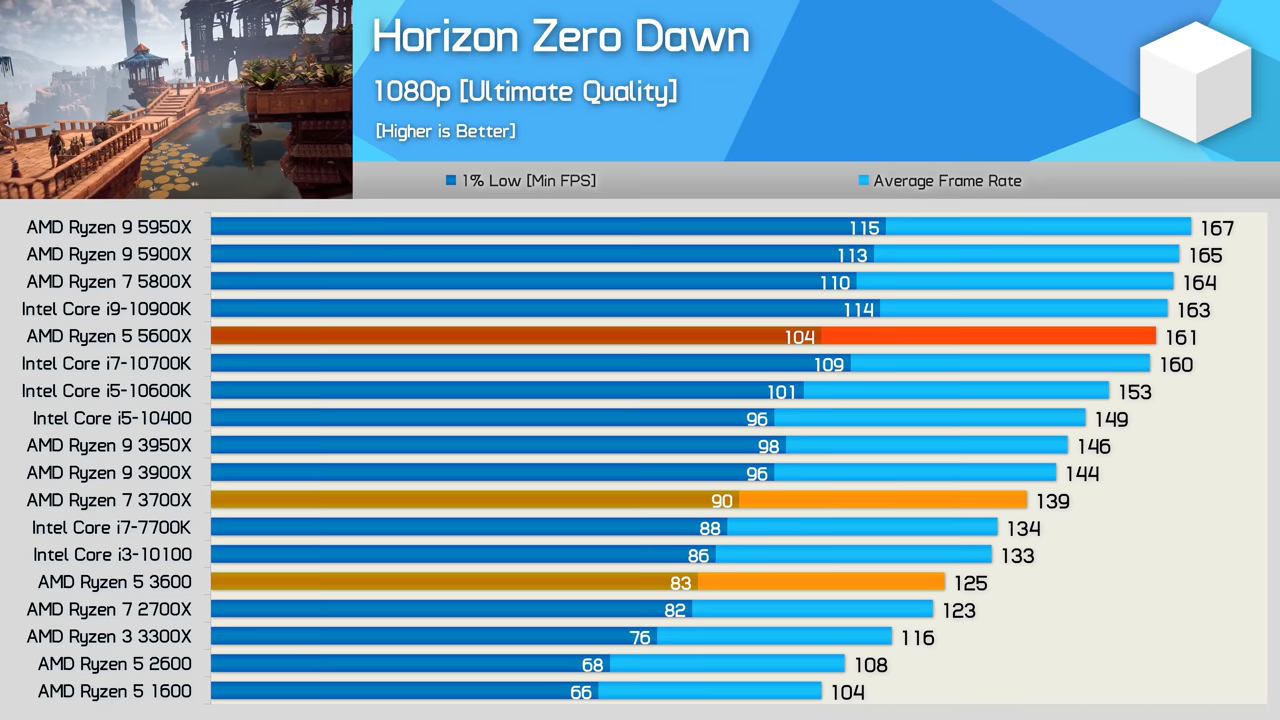 Horizon Zero Dawn
1080p [Ultimate Quality]
[Higher is Better]
1% Low [Min FPS] Average Frame Rate
AMD Ryzen 9 5950X 115 167
AMD Ryzen 9 5900X 113 165
AMD Ryzen 7 5800X 110 164
Intel Core i9-10900K 114 163
AMD Ryzen 5 5600X 104 161
Intel Core i7-10700K 109 160
Intel Core i5-10600K 101 153
Intel Core i5-10400 96 149
AMD Ryzen 9 3950X 98 146
AMD Ryzen 9 3900X 96 144
AMD Ryzen 7 3700X 90 139
Intel Core i7-7700K 88 134
Intel Core i3-10100 86 133
AMD Ryzen 5 3600 83 125
AMD Ryzen 7 2700X 82 123
AMD Ryzen 3 3300X 76 116
AMD Ryzen 5 2600 68 108
AMD Ryzen 5 1600 66 104